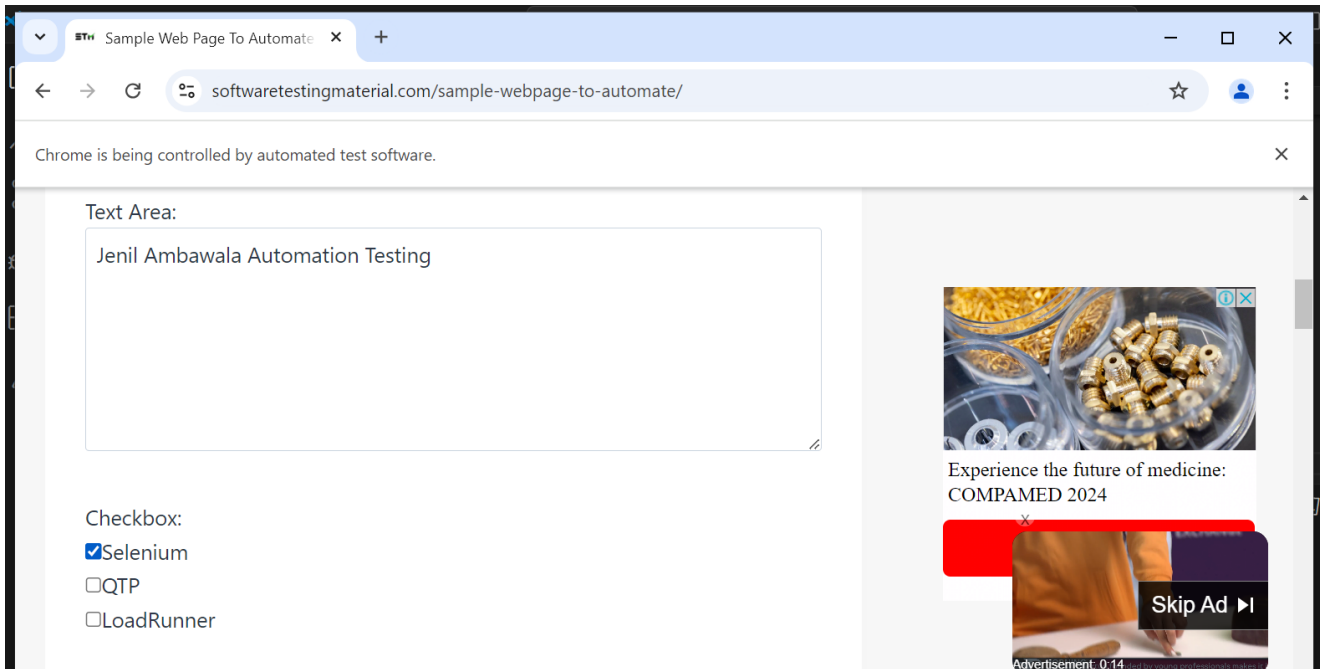 STM Sample Web Page To Automate
softwaretestingmaterial.com/sample-webpage-to-automate/
Chrome is being controlled by automated test software.
Text Area:
Jenil Ambawala Automation Testing
Checkbox:
Selenium
QTP
LoadRunner
Experience the future of medicine:
COMPAMED 2024
X
Skip Ad
Advertisement: 0:14